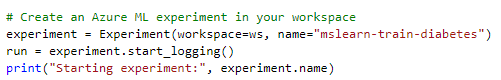 # Create an Azure ML experiment in your workspace
experiment = Experiment(workspace=ws, name="mslearn-train-diabetes")
run = experiment.start_logging()
print("Starting experiment:", experiment.name)